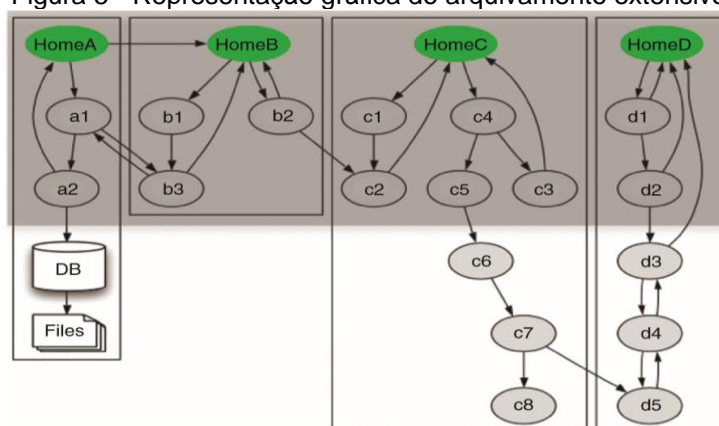 Figura 3 - Representação gráfica do arquivamento extensivo
HomeA HomeB HomeC HomeD
a1 b1 b2 c1 c4 d1
a2 b3 c2 c5 c3 d2
DB c6 d3
Files c7 d4
c8 d5